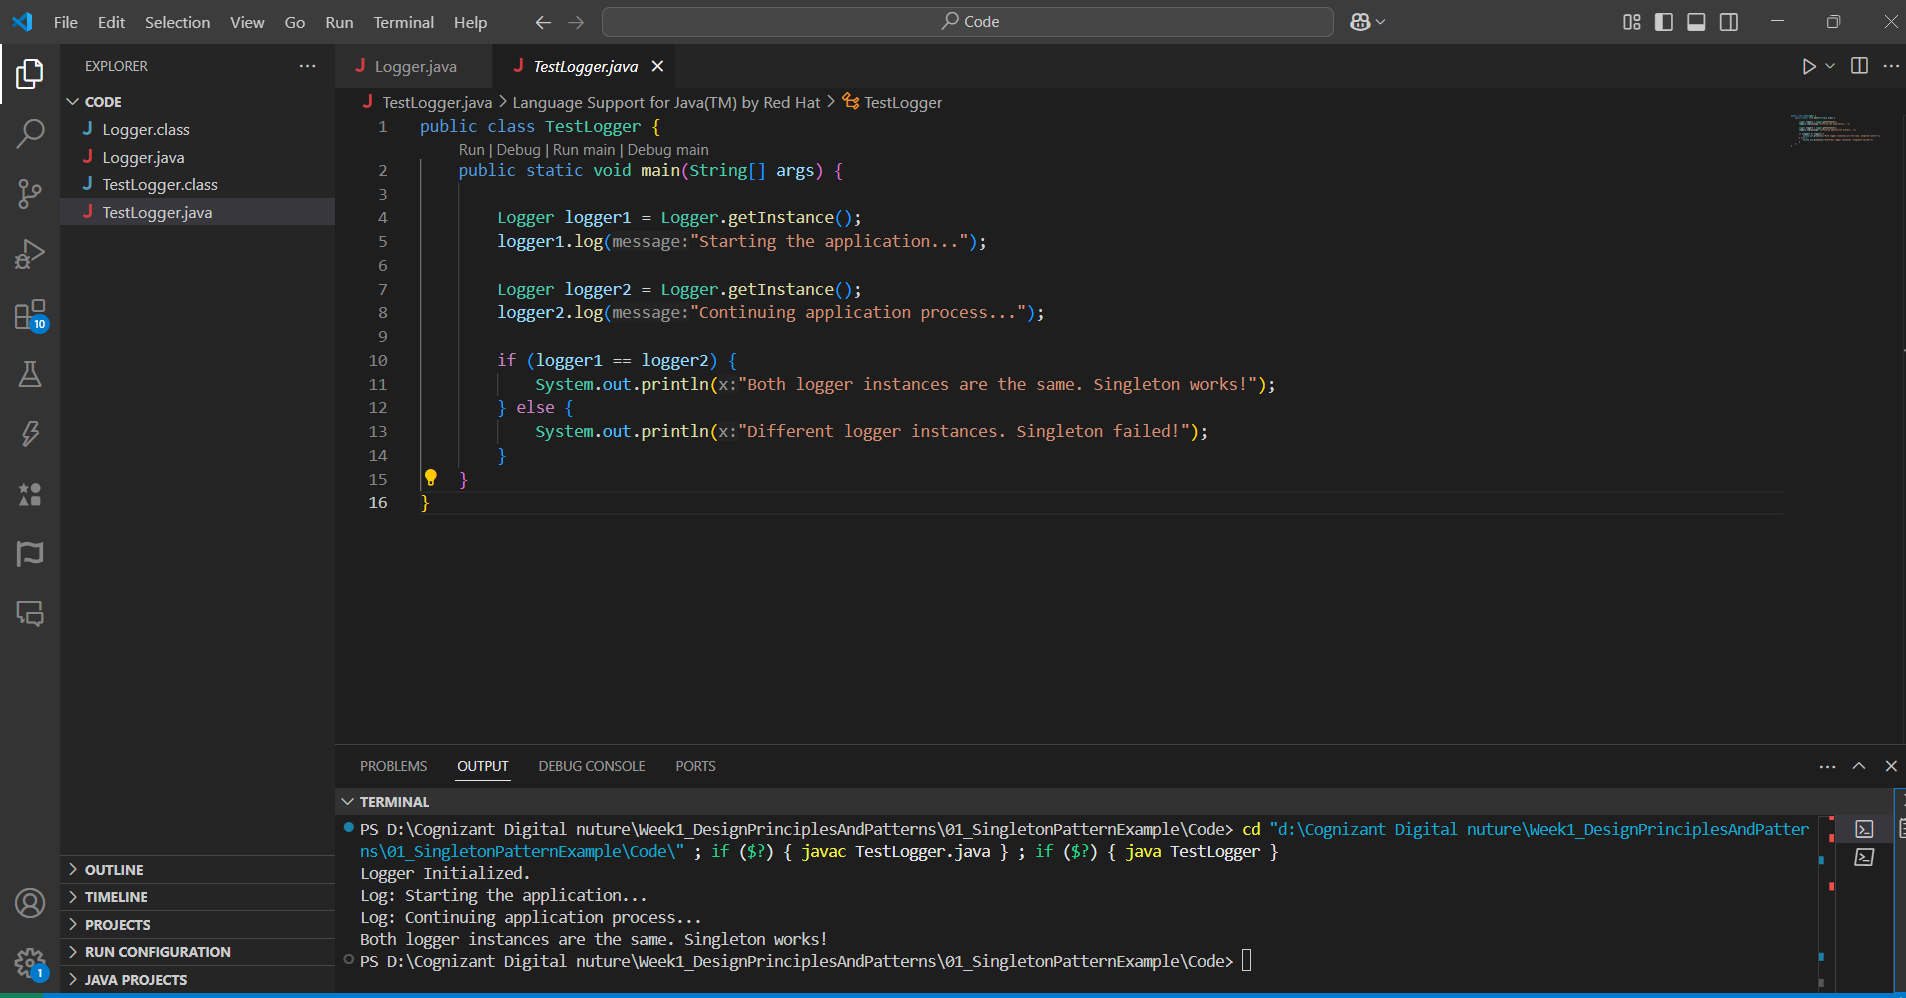 File Edit Selection View Go Run Terminal Help
Code
EXPLORER
CODE
Logger.class
Logger.java
TestLogger.class
TestLogger.java
OUTLINE
TIMELINE
PROJECTS
RUN CONFIGURATION
JAVA PROJECTS
10
1
Logger.java TestLogger.java
TestLogger.java > Language Support for Java(TM) by Red Hat > TestLogger
1 public class TestLogger {
Run | Debug | Run main | Debug main
2 public static void main(String[] args) {
3
4 Logger logger1 = Logger.getInstance();
5 logger1.log(message:"Starting the application...");
6
7 Logger logger2 = Logger.getInstance();
8 logger2.log(message:"Continuing application process...");
9
10 if (logger1 == logger2) {
11 System.out.println(x:"Both logger instances are the same. Singleton works!");
12 } else {
13 System.out.println(x:"Different logger instances. Singleton failed!");
14 }
15 }
16 }
PROBLEMS OUTPUT DEBUG CONSOLE PORTS
TERMINAL
PS D:\Cognizant Digital nuture\Week1_DesignPrinciplesAndPatterns\01_SingletonPatternExample\Code> cd "d:\Cognizant Digital nuture\Week1_DesignPrinciplesAndPatter
ns\01_SingletonPatternExample\Code\" ; if ($?) { javac TestLogger.java } ; if ($?) { java TestLogger }
Logger Initialized.
Log: Starting the application...
Log: Continuing application process...
Both logger instances are the same. Singleton works!
PS D:\Cognizant Digital nuture\Week1_DesignPrinciplesAndPatterns\01_SingletonPatternExample\Code>